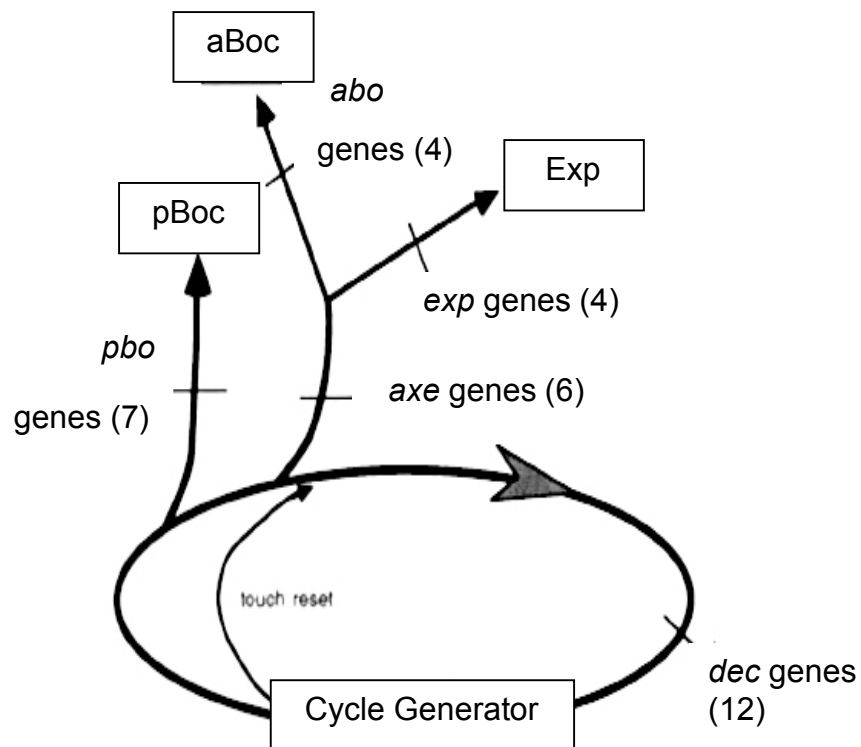 aBoc
abo
genes (4)
Exp
pBoc
exp genes (4)
pbo
axe genes (6)
genes (7)
touch reset
dec genes
(12)
Cycle Generator